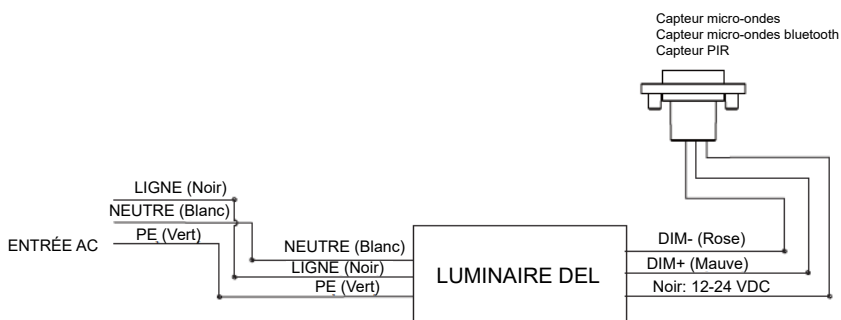 Capteur micro-ondes
Capteur micro-ondes bluetooth
Capteur PIR
LIGNE (Noir)
NEUTRE (Blanc)
PE (Vert)
ENTRÉE AC
NEUTRE (Blanc)
LIGNE (Noir)
PE (Vert)
LUMINAIRE DEL
DIM- (Rose)
DIM+ (Mauve)
Noir: 12-24 VDC